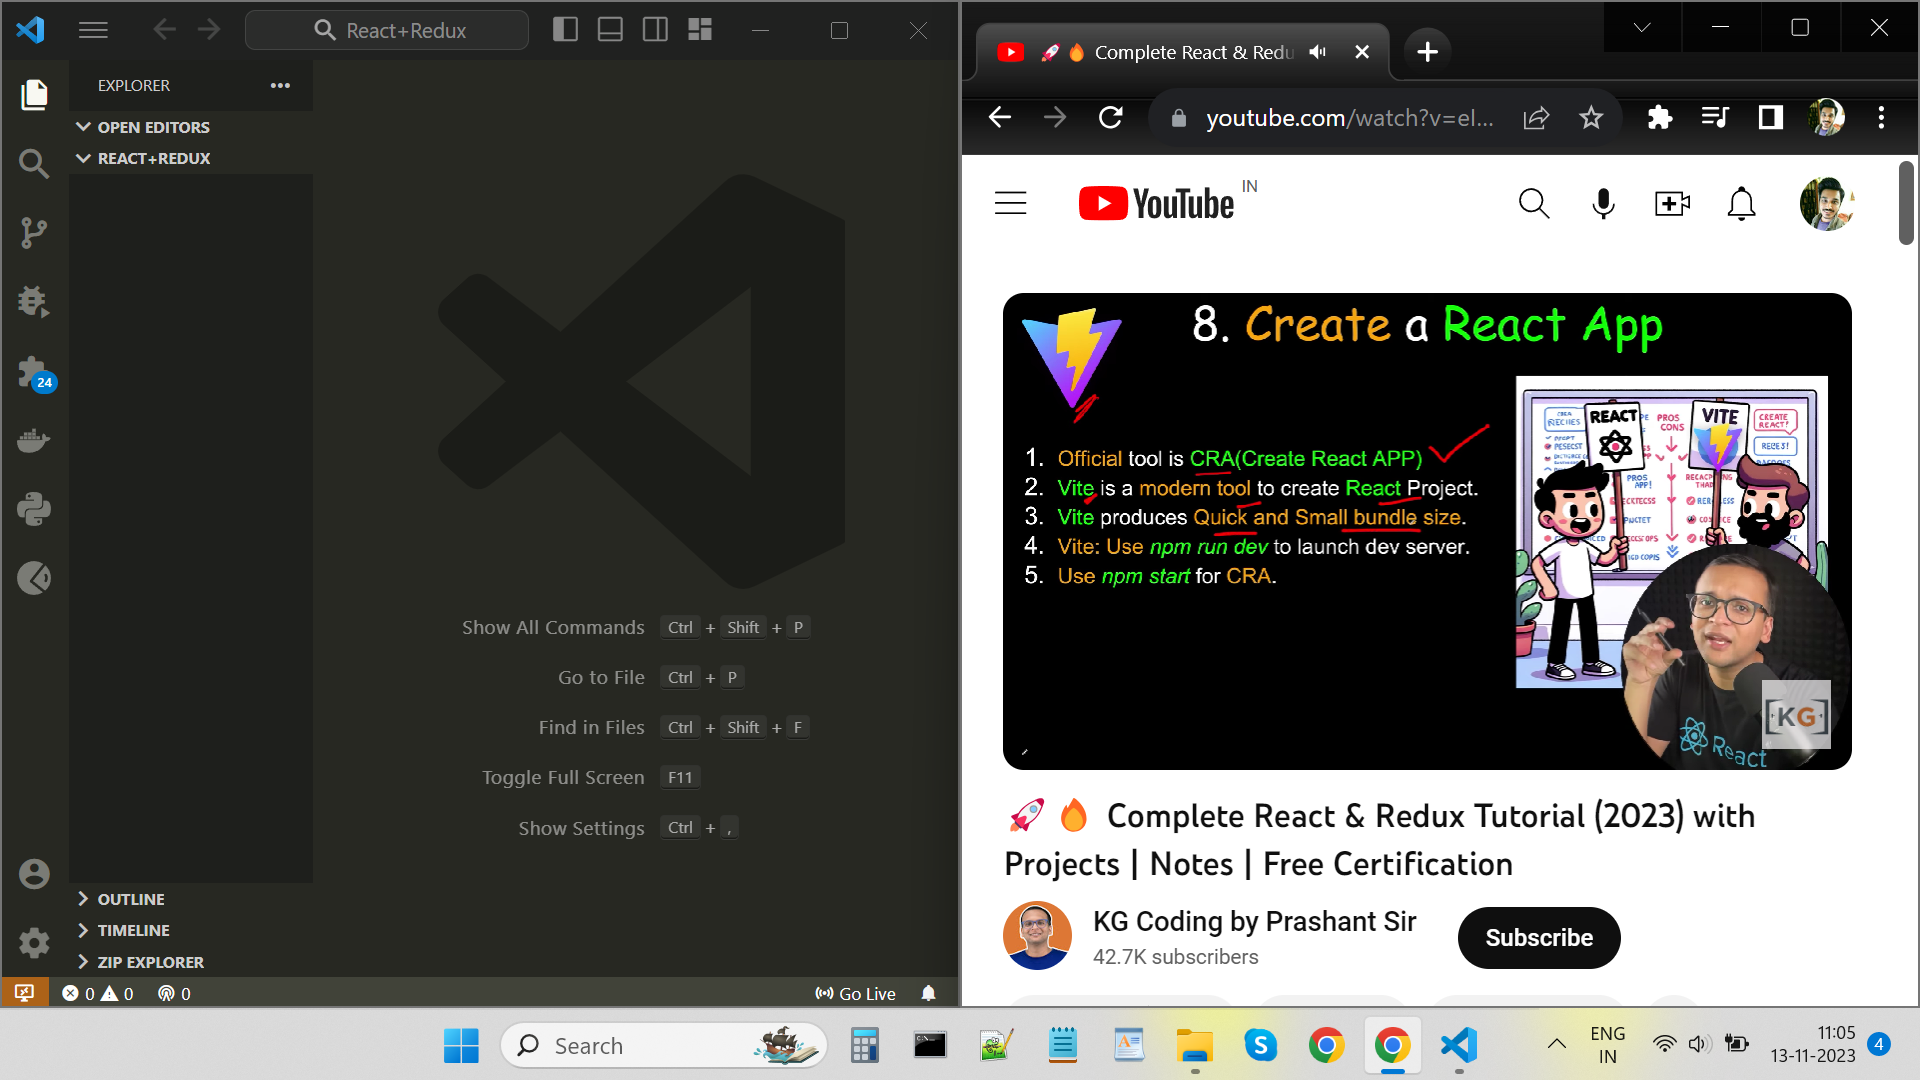 React+Redux
EXPLORER
OPEN EDITORS
REACT+REDUX
24
Show All Commands Ctrl + Shift + P
Go to File Ctrl + P
Find in Files Ctrl + Shift + F
Toggle Full Screen F11
Show Settings Ctrl + ,
OUTLINE
TIMELINE
ZIP EXPLORER
0 0 0
Go Live
Complete React & Redu
youtube.com/watch?v=eI...
YouTube IN
8. Create a React App
1. Official tool is CRA(Create React APP)
2. Vite is a modern tool to create React Project.
3. Vite produces Quick and Small bundle size.
4. Vite: Use npm run dev to launch dev server.
5. Use npm start for CRA.
REACT
PROS
CONS
VITE
CREATE
REACT!
KG
React
Complete React & Redux Tutorial (2023) with
Projects | Notes | Free Certification
KG Coding by Prashant Sir
42.7K subscribers
Subscribe
Search
ENG
IN
11:05
13-11-2023
4